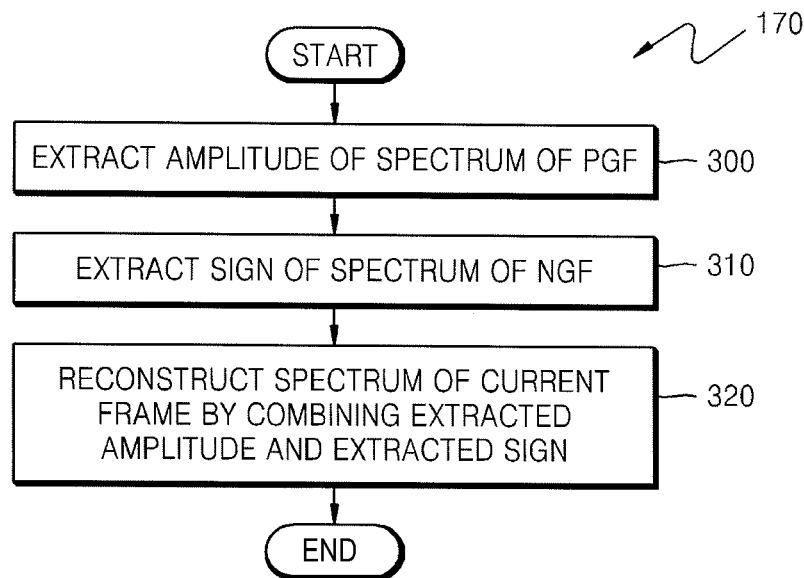 170
START
EXTRACT AMPLITUDE OF SPECTRUM OF PGF
300
EXTRACT SIGN OF SPECTRUM OF NGF
310
RECONSTRUCT SPECTRUM OF CURRENT
FRAME BY COMBINING EXTRACTED
AMPLITUDE AND EXTRACTED SIGN
320
END